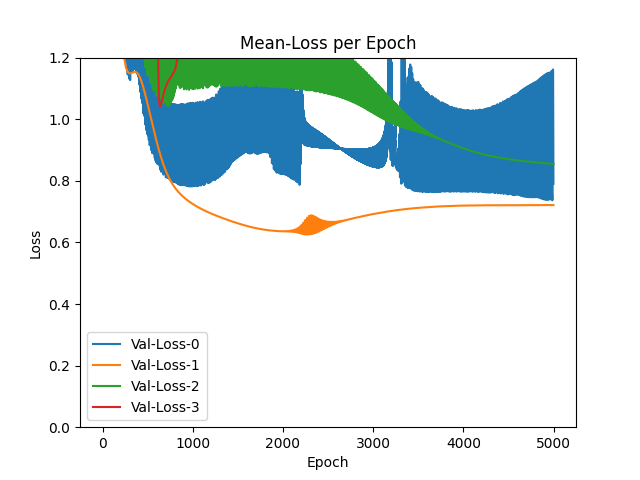 Mean-Loss per Epoch
1.2
1.0
0.8
Loss
0.6
0.4
0.2
0.0
Val-Loss-0
Val-Loss-1
Val-Loss-2
Val-Loss-3
0 1000 2000 3000 4000 5000
Epoch